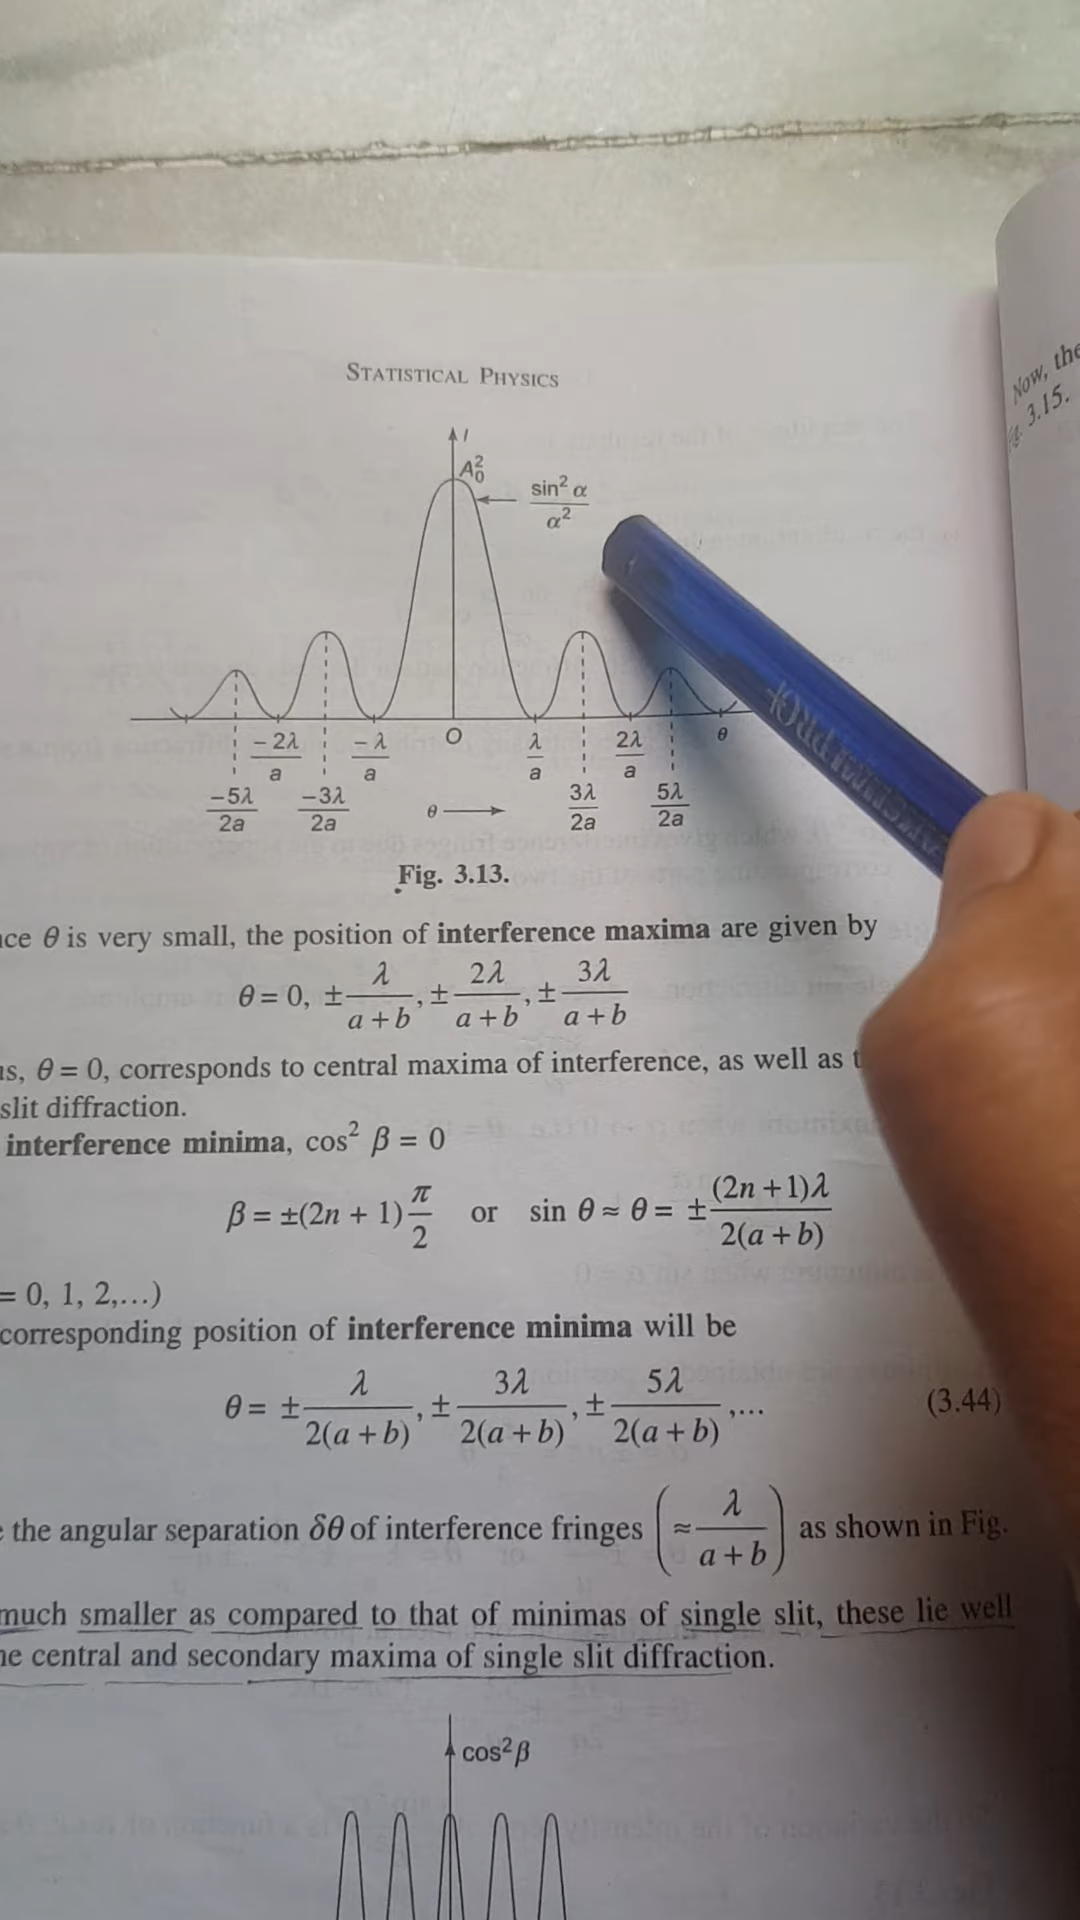 STATISTICAL PHYSICS
Now, the
3.15.
I
A₀²
sin² α
α²
–2λ/a –λ/a O λ/a 2λ/a θ
–5λ/2a –3λ/2a θ → 3λ/2a 5λ/2a
Fig. 3.13.
θ is very small, the position of interference maxima are given by
θ = 0, ± λ/(a + b), ± 2λ/(a + b), ± 3λ/(a + b)
θ = 0, corresponds to central maxima of interference, as well as
slit diffraction.
interference minima, cos² β = 0
β = ±(2n + 1) π/2 or sin θ ≈ θ = ± (2n + 1)λ/2(a + b)
= 0, 1, 2,...)
corresponding position of interference minima will be
θ = ± λ/2(a + b), ± 3λ/2(a + b), ± 5λ/2(a + b),... (3.44)
the angular separation δθ of interference fringes (≈ λ/(a + b)) as shown in Fig.
much smaller as compared to that of minimas of single slit, these lie well
central and secondary maxima of single slit diffraction.
cos²β